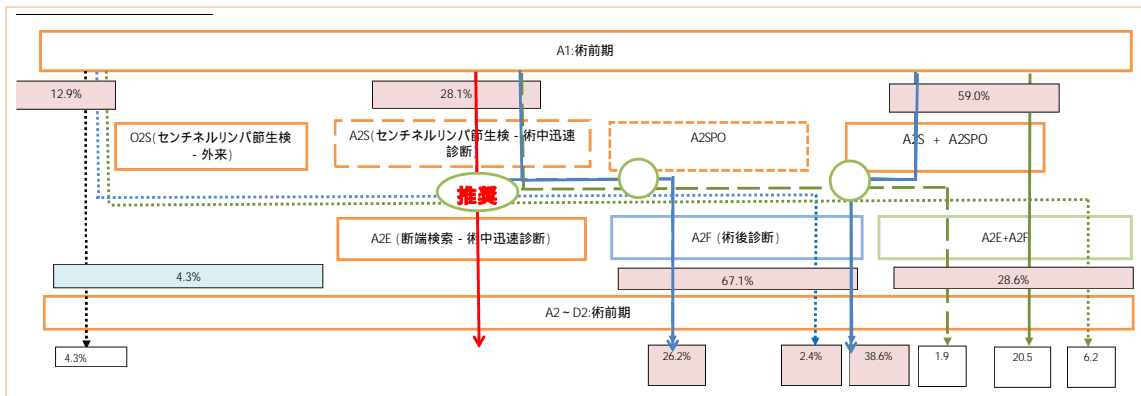 A1:術前期
12.9%
28.1%
59.0%
O2S(センチネルリンパ節生検
- 外来)
A2S(センチネルリンパ節生検 - 術中迅速
診断)
A2SPO
A2S + A2SPO
推奨
A2E (断端検索 - 術中迅速診断)
A2F (術後診断)
A2E+A2F
4.3%
67.1%
28.6%
A2~D2:術前期
4.3%
26.2%
2.4%
38.6%
1.9
20.5
6.2